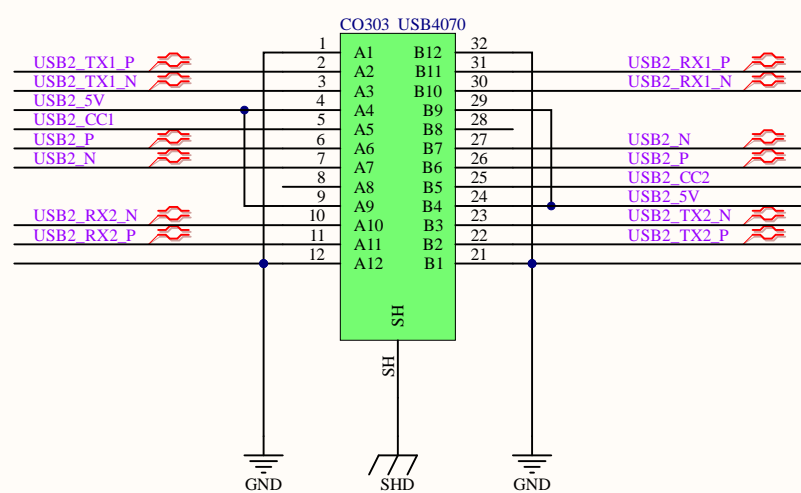 CO303 USB4070
1 A1 B12 32
USB2_TX1_P 2 A2 B11 31 USB2_RX1_P
USB2_TX1_N 3 A3 B10 30 USB2_RX1_N
USB2_5V 4 A4 B9 29
USB2_CC1 5 A5 B8 28
USB2_P 6 A6 B7 27 USB2_N
USB2_N 7 A7 B6 26 USB2_P
8 A8 B5 25 USB2_CC2
9 A9 B4 24 USB2_5V
USB2_RX2_N 10 A10 B3 23 USB2_TX2_N
USB2_RX2_P 11 A11 B2 22 USB2_TX2_P
12 A12 B1 21
SH
SH
GND SHD GND